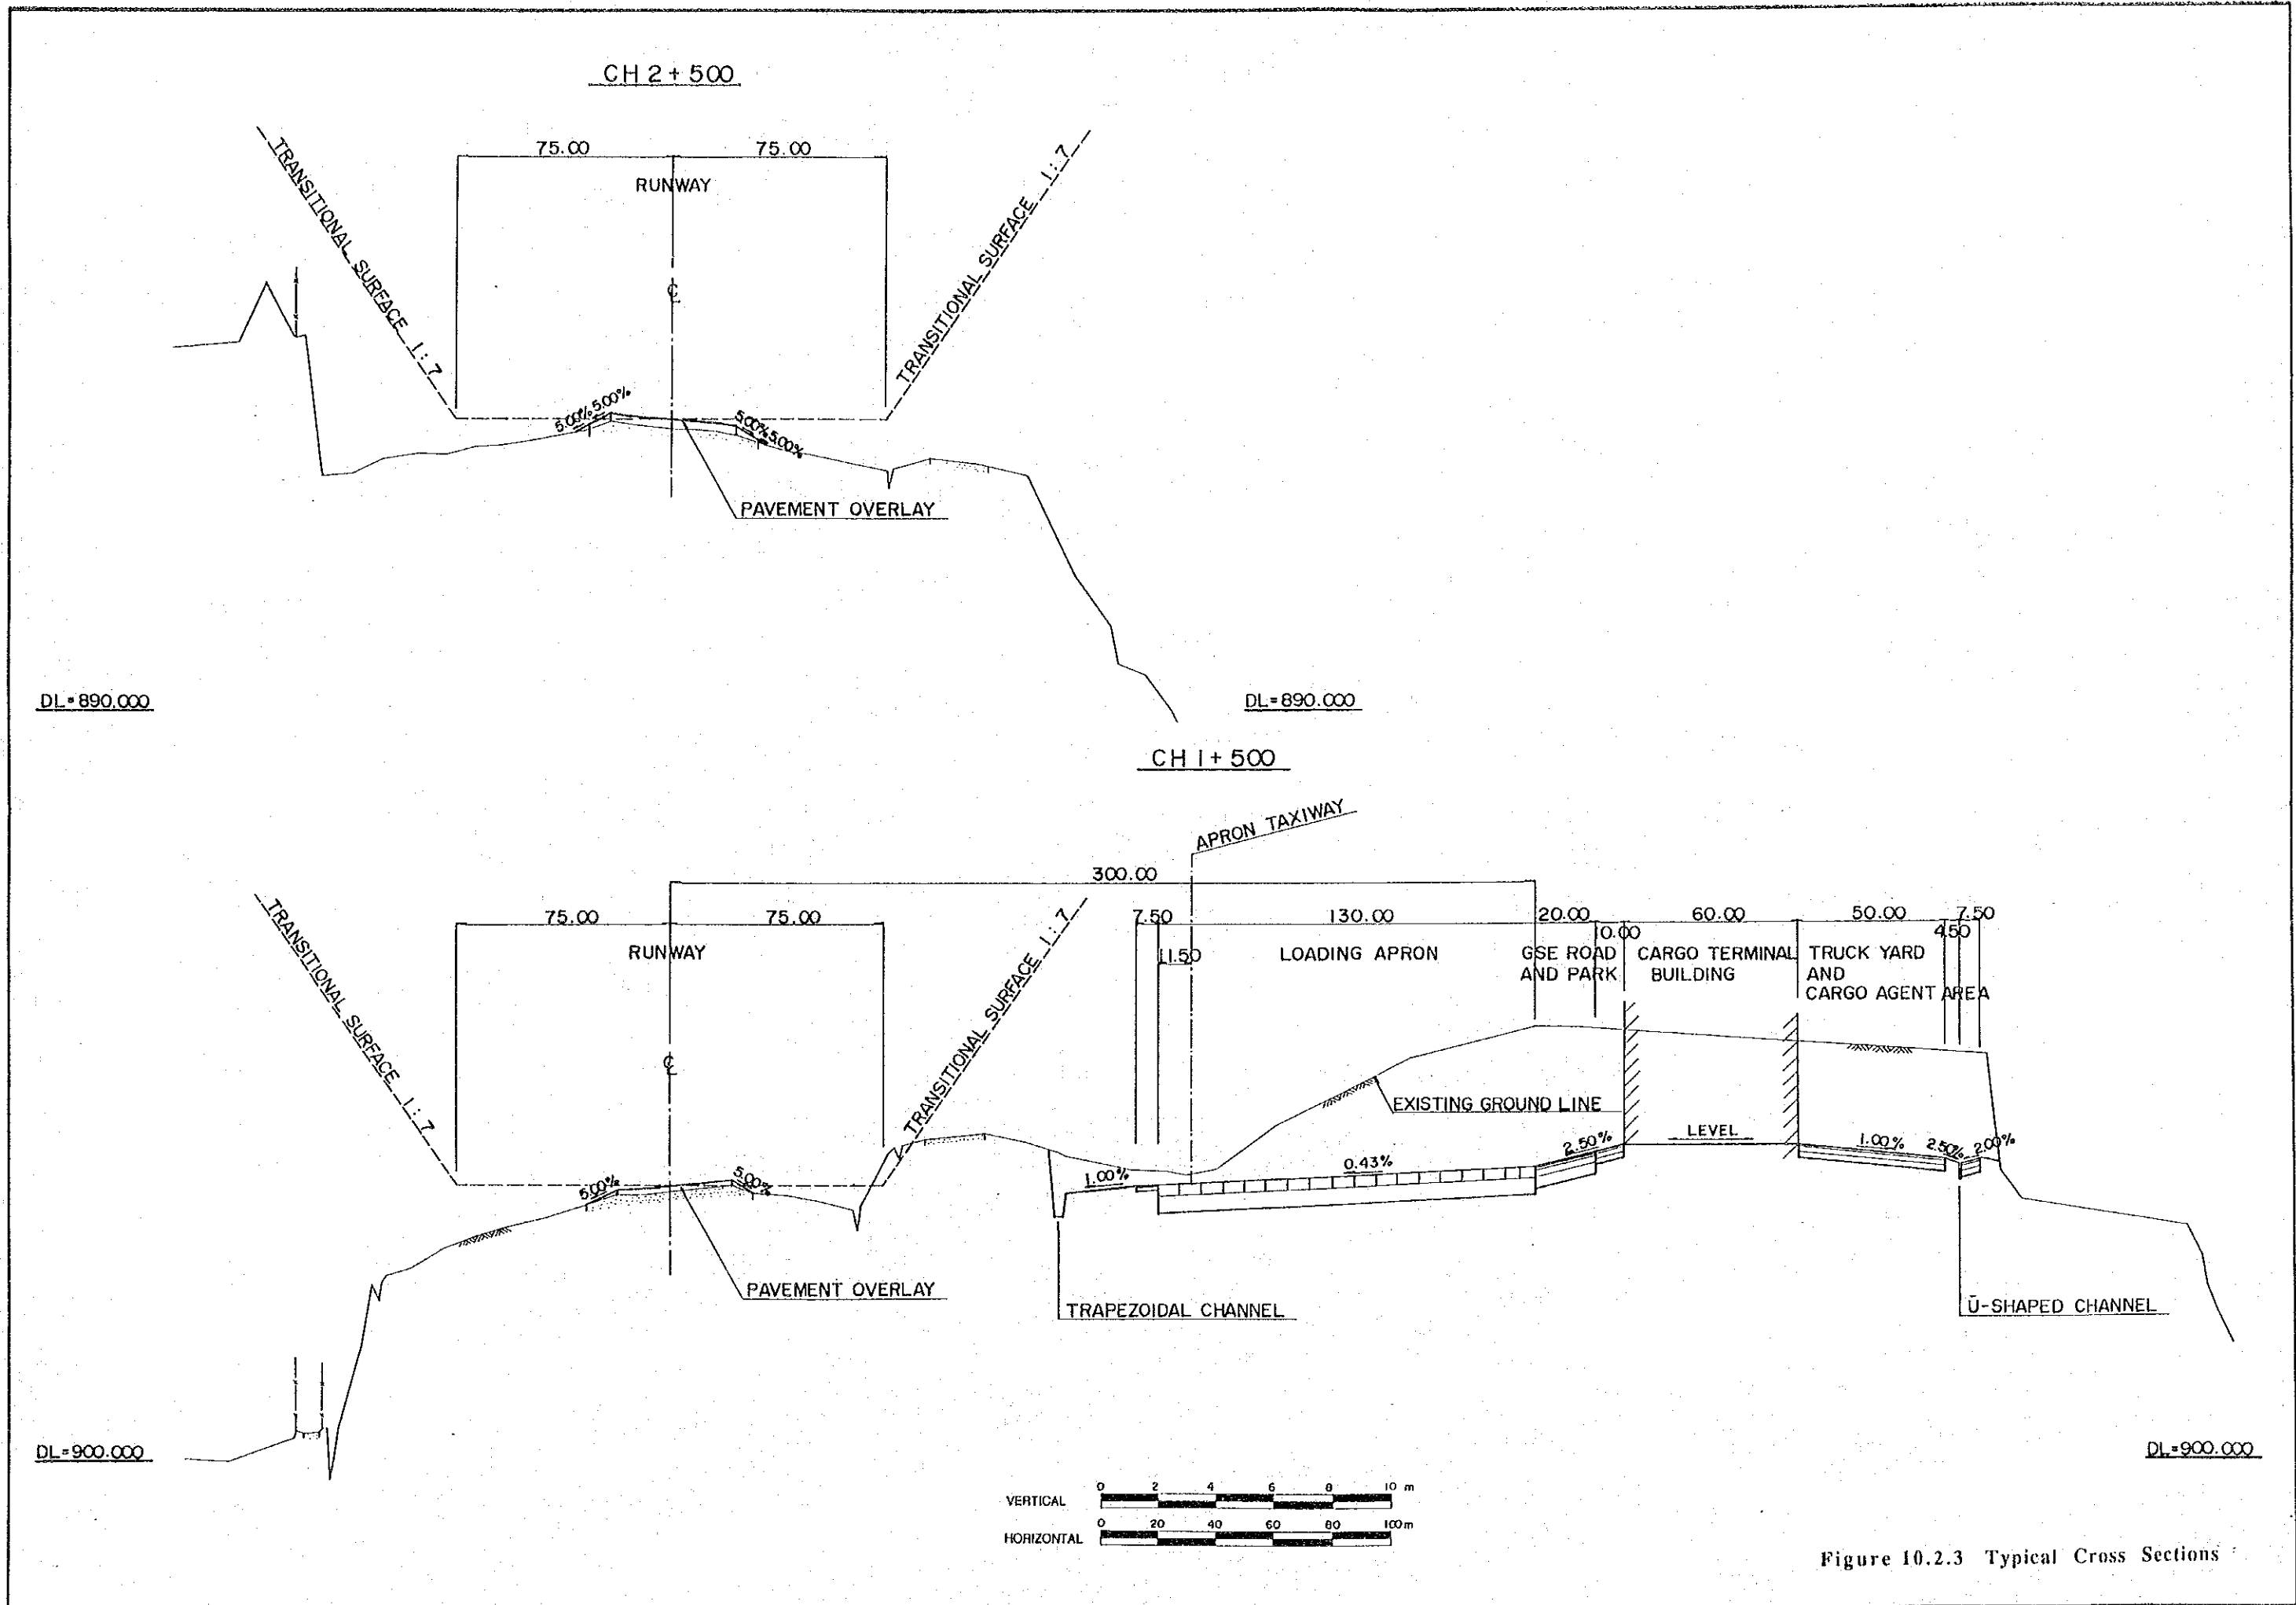 CH 2 + 500
75.00 75.00
RUNWAY
TRANSITIONAL SURFACE 1:7
TRANSITIONAL SURFACE 1:7
℄
5.00% 5.00%
5.00% 5.00%
PAVEMENT OVERLAY
DL=890.000
DL=890.000
CH 1 + 500
APRON TAXIWAY
300.00
75.00 75.00 7.50 130.00 20.00 60.00 50.00 7.50
11.50 4.50
RUNWAY
LOADING APRON
GSE ROAD
AND PARK
CARGO TERMINAL
BUILDING
TRUCK YARD
AND
CARGO AGENT AREA
TRANSITIONAL SURFACE 1:7
TRANSITIONAL SURFACE 1:7
℄
EXISTING GROUND LINE
5.00% 5.00% 1.00% 0.43% 2.50% LEVEL 1.00% 2.50% 2.00%
PAVEMENT OVERLAY
TRAPEZOIDAL CHANNEL
U-SHAPED CHANNEL
DL=900.000
DL=900.000
VERTICAL 0 2 4 6 8 10 m
HORIZONTAL 0 20 40 60 80 100m
Figure 10.2.3 Typical Cross Sections